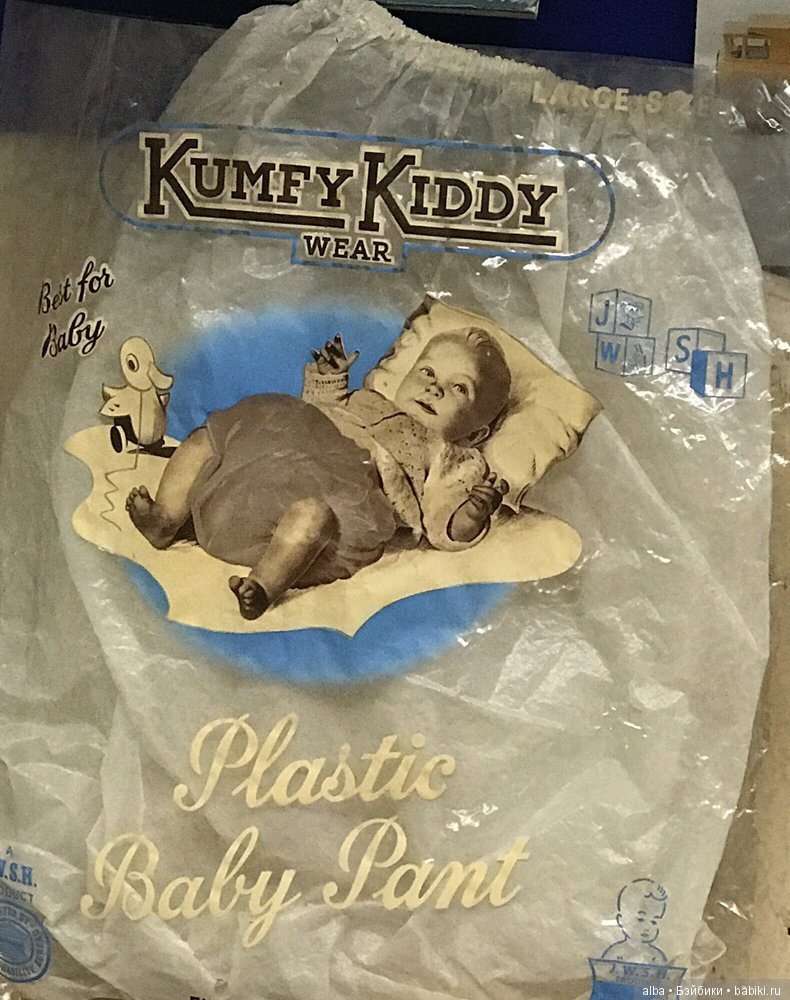 LARGE SIZE
KUMFY KIDDY
WEAR
Best for
Baby
J
W
S
H
Plastic
Baby Pant
A
W.S.H.
J.W.S.H.
alba • Бэйбики • babiki.ru